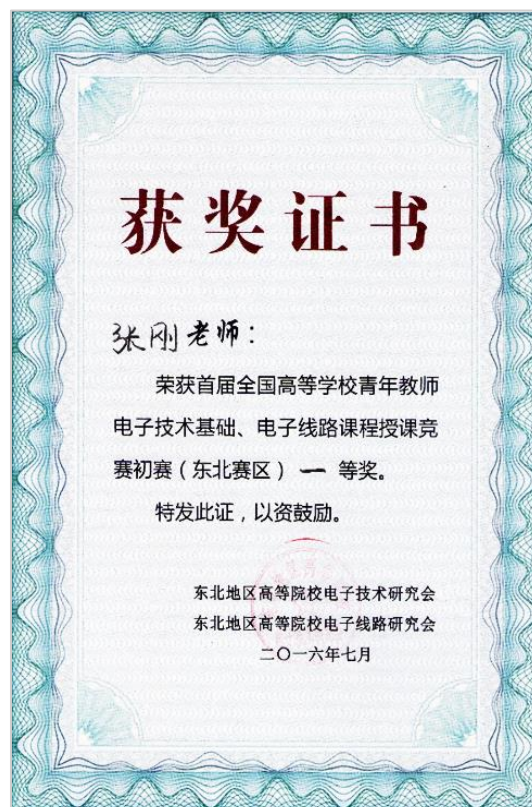 获奖证书
张刚老师：
荣获首届全国高等学校青年教师
电子技术基础、电子线路课程授课竞
赛初赛（东北赛区）一等奖。
特发此证，以资鼓励。
东北地区高等院校电子技术研究会
东北地区高等院校电子线路研究会
二〇一六年七月